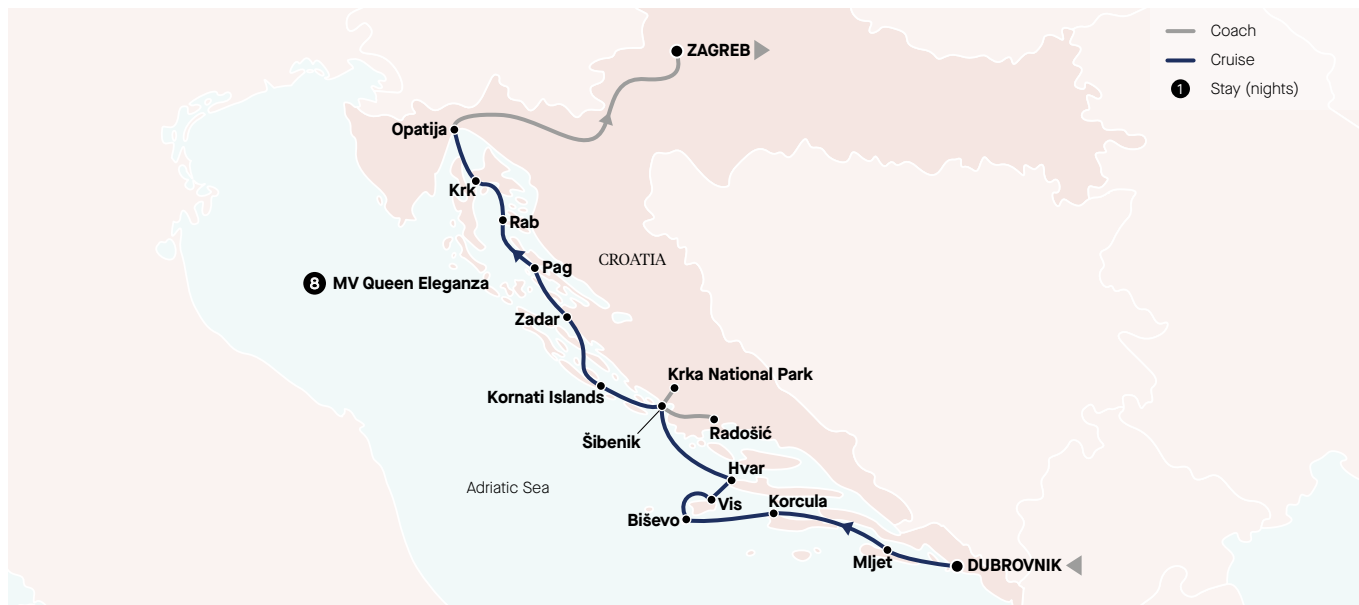 Coach
Cruise
1 Stay (nights)
ZAGREB
Opatija
Krk
Rab
CROATIA
Pag
8 MV Queen Eleganza
Zadar
Krka National Park
Kornati Islands
Radošić
Šibenik
Hvar
Adriatic Sea
Vis
Korcula
Biševo
Mljet
DUBROVNIK